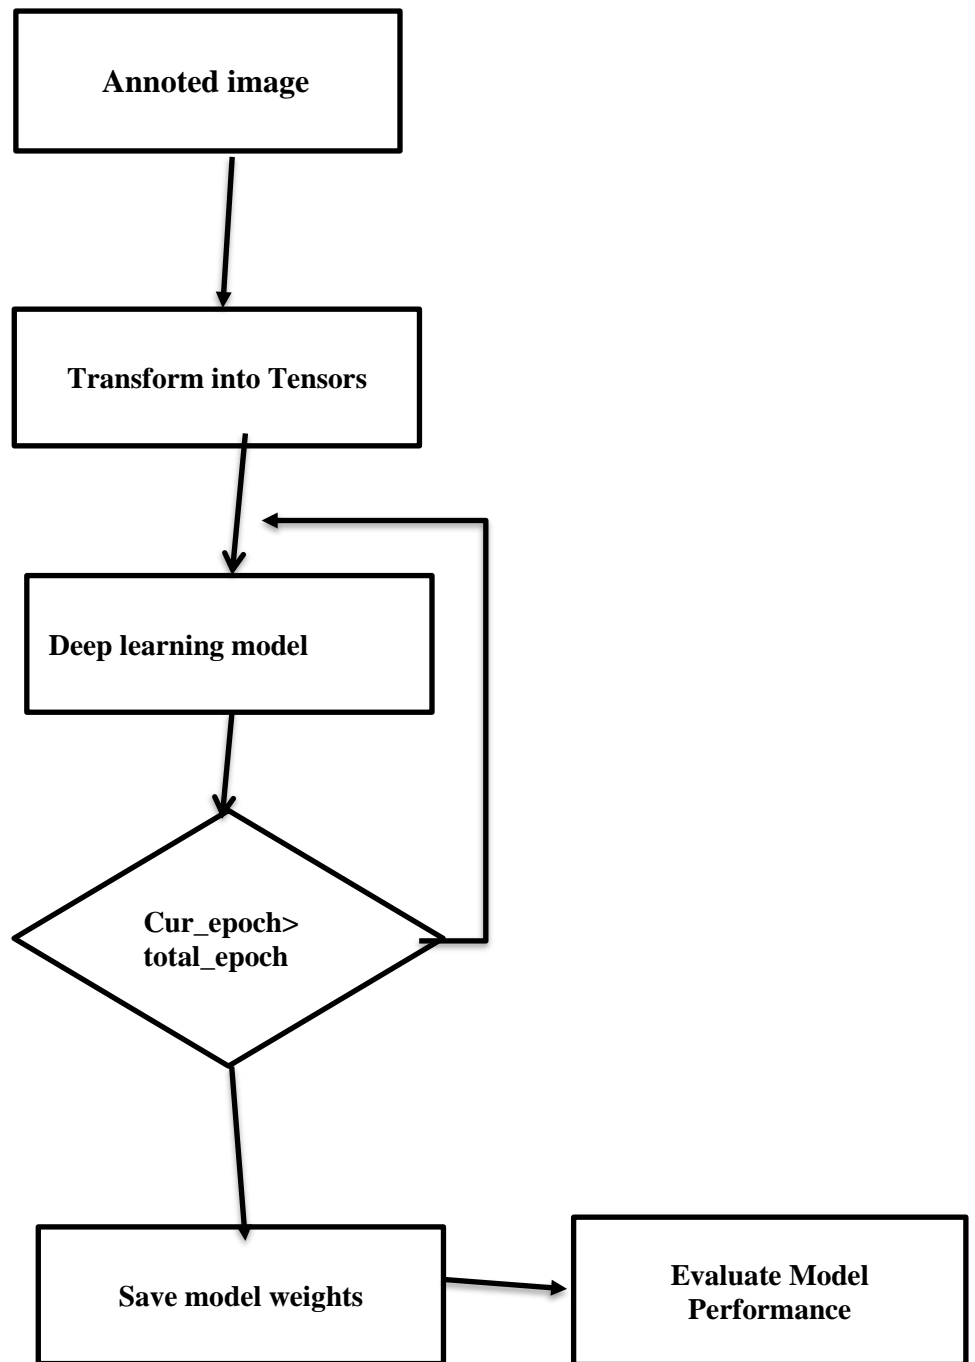 Annoted image
Transform into Tensors
Deep learning model
Cur_epoch>
total_epoch
Save model weights
Evaluate Model
Performance